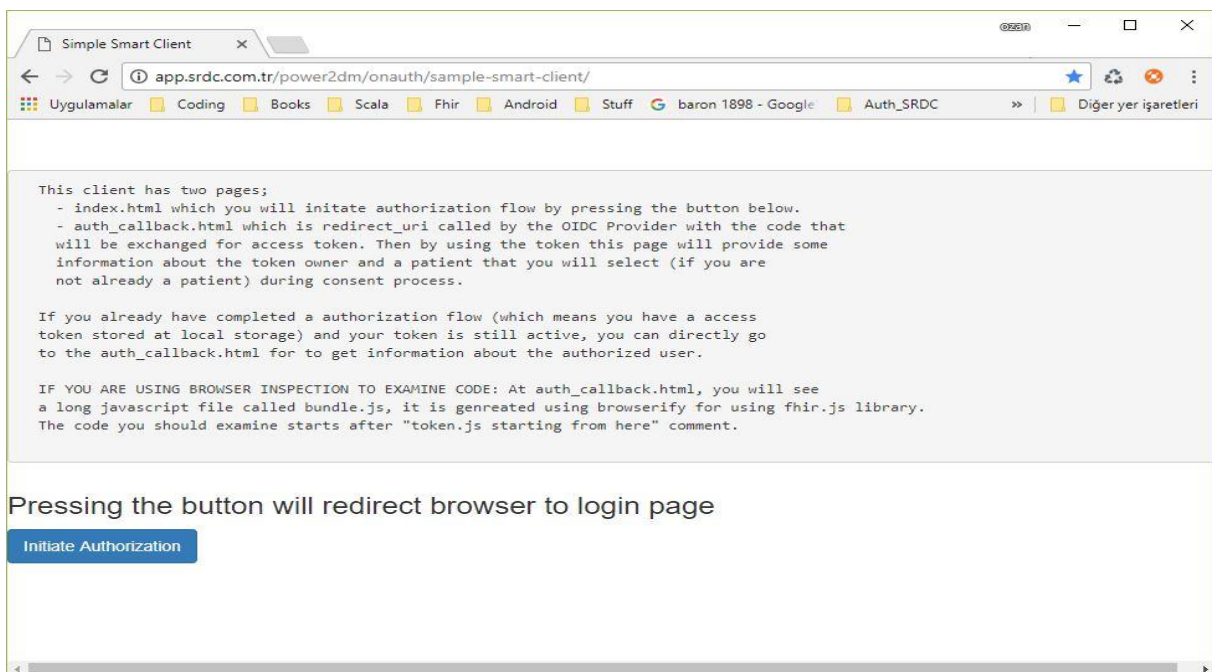 ozan
Simple Smart Client
app.srdc.com.tr/power2dm/onauth/sample-smart-client/
Uygulamalar Coding Books Scala Fhir Android Stuff G baron 1898 - Google Auth_SRDC » Diğer yer işaretleri
This client has two pages;
- index.html which you will initate authorization flow by pressing the button below.
- auth_callback.html which is redirect_uri called by the OIDC Provider with the code that
will be exchanged for access token. Then by using the token this page will provide some
information about the token owner and a patient that you will select (if you are
not already a patient) during consent process.
If you already have completed a authorization flow (which means you have a access
token stored at local storage) and your token is still active, you can directly go
to the auth_callback.html for to get information about the authorized user.
IF YOU ARE USING BROWSER INSPECTION TO EXAMINE CODE: At auth_callback.html, you will see
a long javascript file called bundle.js, it is genreated using browserify for using fhir.js library.
The code you should examine starts after "token.js starting from here" comment.
Pressing the button will redirect browser to login page
Initiate Authorization